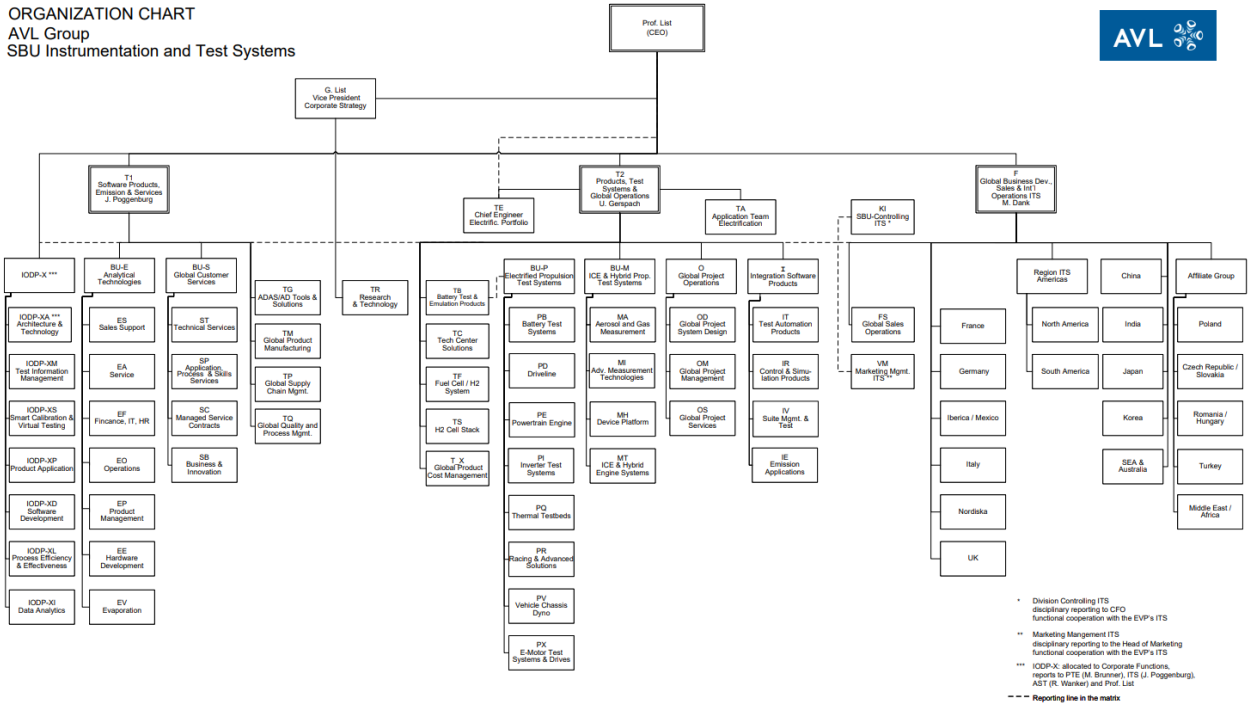 ORGANIZATION CHART
AVL Group
SBU Instrumentation and Test Systems
Prof. List
(CEO)
AVL
G. List
Vice President
Corporate Strategy
T1
Software Products,
Emission & Services
J. Poggenburg
T2
Products, Test
Systems &
Global Operations
U. Gerspach
F
Global Business Dev.,
Sales & Int'l
Operations ITS
M. Dank
TE
Chief Engineer
Electrific. Portfolio
TA
Application Team
Electrification
KI
SBU-Controlling
ITS *
IODP-X ***
IODP-XA ***
Architecture &
Technology
IODP-XM
Test Information
Management
IODP-XS
Smart Calibration &
Virtual Testing
IODP-XP
Product Application
IODP-XD
Software
Development
IODP-XL
Process Efficiency
& Effectiveness
IODP-XI
Data Analytics
BU-E
Analytical
Technologies
ES
Sales Support
EA
Service
EF
Fincance, IT, HR
EO
Operations
EP
Product
Management
EE
Hardware
Development
EV
Evaporation
BU-S
Global Customer
Services
ST
Technical Services
SP
Application,
Process & Skills
Services
SC
Managed Service
Contracts
SB
Business &
Innovation
TG
ADAS/AD Tools &
Solutions
TM
Global Product
Manufacturing
TP
Global Supply
Chain Mgmt.
TQ
Global Quality and
Process Mgmt.
TR
Research
& Technology
TB
Battery Test &
Emulation Products
TC
Tech Center
Solutions
TF
Fuel Cell / H2
System
TS
H2 Cell Stack
T_X
Global Product
Cost Management
BU-P
Electrified Propulsion
Test Systems
PB
Battery Test
Systems
PD
Driveline
PE
Powertrain Engine
PI
Inverter Test
Systems
PQ
Thermal Testbeds
PR
Racing & Advanced
Solutions
PV
Vehicle Chassis
Dyno
PX
E-Motor Test
Systems & Drives
BU-M
ICE & Hybrid Prop.
Test Systems
MA
Aerosol and Gas
Measurement
MI
Adv. Measurement
Technologies
MH
Device Platform
MT
ICE & Hybrid
Engine Systems
O
Global Project
Operations
OD
Global Project
System Design
OM
Global Project
Management
OS
Global Project
Services
I
Integration Software
Products
IT
Test Automation
Products
IR
Control & Simu-
lation Products
IV
Suite Mgmt. &
Test
IE
Emission
Applications
FS
Global Sales
Operations
VM
Marketing Mgmt.
ITS **
France
Germany
Iberica / Mexico
Italy
Nordiska
UK
Region ITS
Americas
North America
South America
China
India
Japan
Korea
SEA &
Australia
Affiliate Group
Poland
Czech Republic /
Slovakia
Romania /
Hungary
Turkey
Middle East /
Africa
* Division Controlling ITS
disciplinary reporting to CFO
functional cooperation with the EVP's ITS
** Marketing Mangement ITS
disciplinary reporting to the Head of Marketing
functional cooperation with the EVP's ITS
*** IODP-X: allocated to Corporate Functions,
reports to PTE (M. Brunner), ITS (J. Poggenburg),
AST (R. Wanker) and Prof. List
Reporting line in the matrix